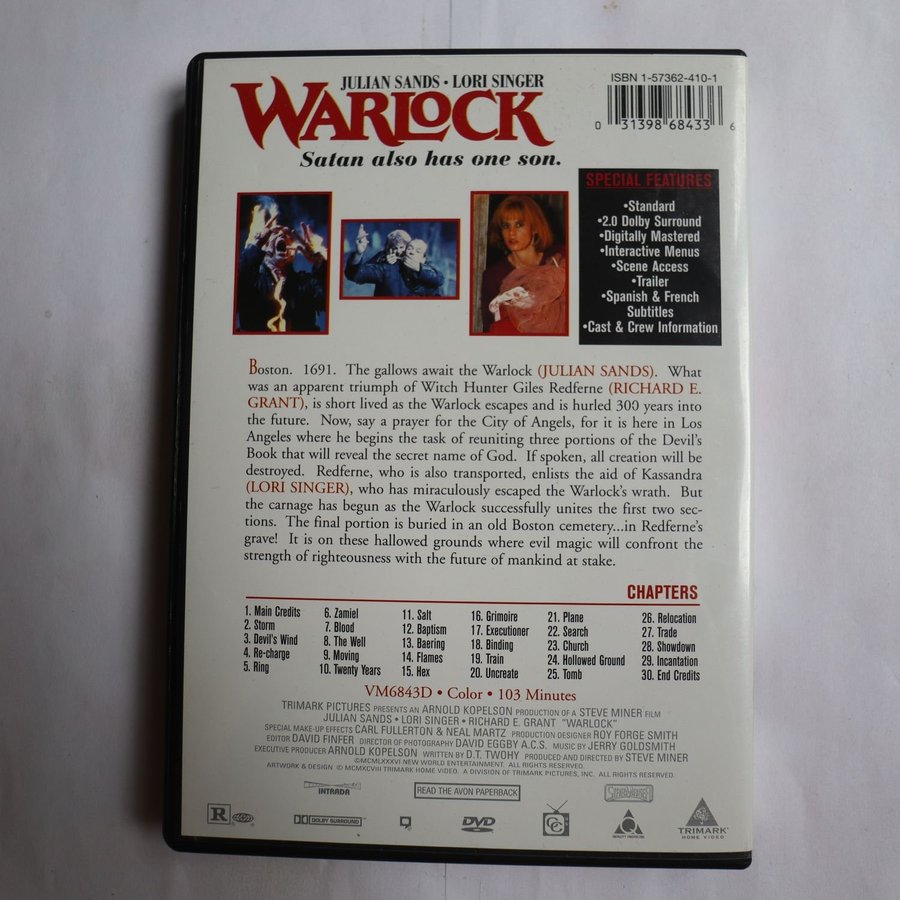 JULIAN SANDS • LORI SINGER
WARLOCK
Satan also has one son.
ISBN 1-57362-410-1
0 31398 68433 6
SPECIAL FEATURES
•Standard
•2.0 Dolby Surround
•Digitally Mastered
•Interactive Menus
•Scene Access
•Trailer
•Spanish & French
Subtitles
•Cast & Crew Information
Boston. 1691. The gallows await the Warlock (JULIAN SANDS). What
was an apparent triumph of Witch Hunter Giles Redferne (RICHARD E.
GRANT), is short lived as the Warlock escapes and is hurled 300 years into
the future. Now, say a prayer for the City of Angels, for it is here in Los
Angeles where he begins the task of reuniting three portions of the Devil's
Book that will reveal the secret name of God. If spoken, all creation will be
destroyed. Redferne, who is also transported, enlists the aid of Kassandra
(LORI SINGER), who has miraculously escaped the Warlock's wrath. But
the carnage has begun as the Warlock successfully unites the first two sec-
tions. The final portion is buried in an old Boston cemetery...in Redferne's
grave! It is on these hallowed grounds where evil magic will confront the
strength of righteousness with the future of mankind at stake.
CHAPTERS
1. Main Credits
2. Storm
3. Devil's Wind
4. Re-charge
5. Ring
6. Zamiel
7. Blood
8. The Well
9. Moving
10. Twenty Years
11. Salt
12. Baptism
13. Baering
14. Flames
15. Hex
16. Grimoire
17. Executioner
18. Binding
19. Train
20. Uncreate
21. Plane
22. Search
23. Church
24. Hollowed Ground
25. Tomb
26. Relocation
27. Trade
28. Showdown
29. Incantation
30. End Credits
VM6843D • Color • 103 Minutes
TRIMARK PICTURES PRESENTS AN ARNOLD KOPELSON PRODUCTION OF A STEVE MINER FILM
JULIAN SANDS • LORI SINGER • RICHARD E. GRANT "WARLOCK"
SPECIAL MAKE-UP EFFECTS CARL FULLERTON & NEAL MARTZ PRODUCTION DESIGNER ROY FORGE SMITH
EDITOR DAVID FINFER DIRECTOR OF PHOTOGRAPHY DAVID EGGBY A.C.S. MUSIC BY JERRY GOLDSMITH
EXECUTIVE PRODUCER ARNOLD KOPELSON WRITTEN BY D.T. TWOHY PRODUCED AND DIRECTED BY STEVE MINER
©MCMLXXXVI NEW WORLD ENTERTAINMENT. ALL RIGHTS RESERVED.
ARTWORK & DESIGN © MCMXCVIII TRIMARK HOME VIDEO. A DIVISION OF TRIMARK PICTURES, INC. ALL RIGHTS RESERVED.
INTRADA
READ THE AVON PAPERBACK
R
DOLBY SURROUND
DVD
CC
TRIMARK
HOME VIDEO